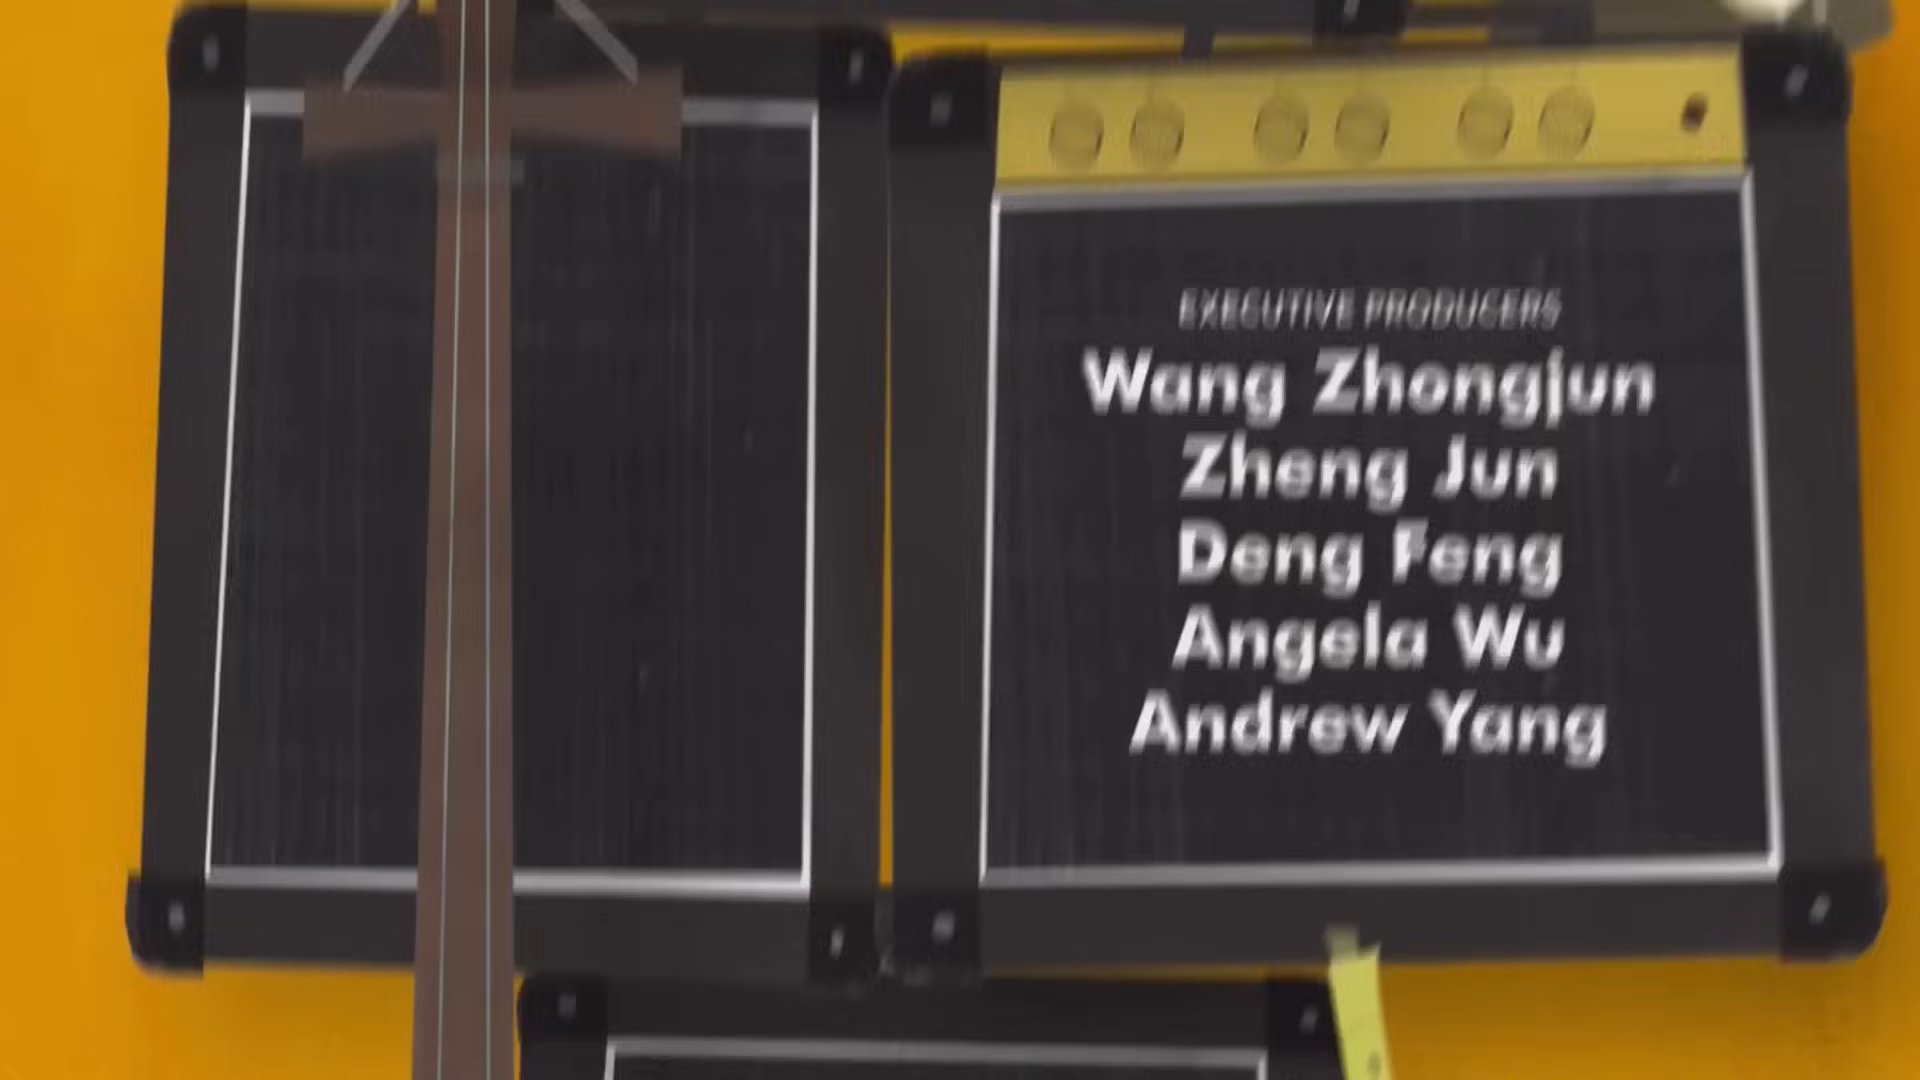 EXECUTIVE PRODUCERS
Wang Zhongjun
Zheng Jun
Deng Feng
Angela Wu
Andrew Yang